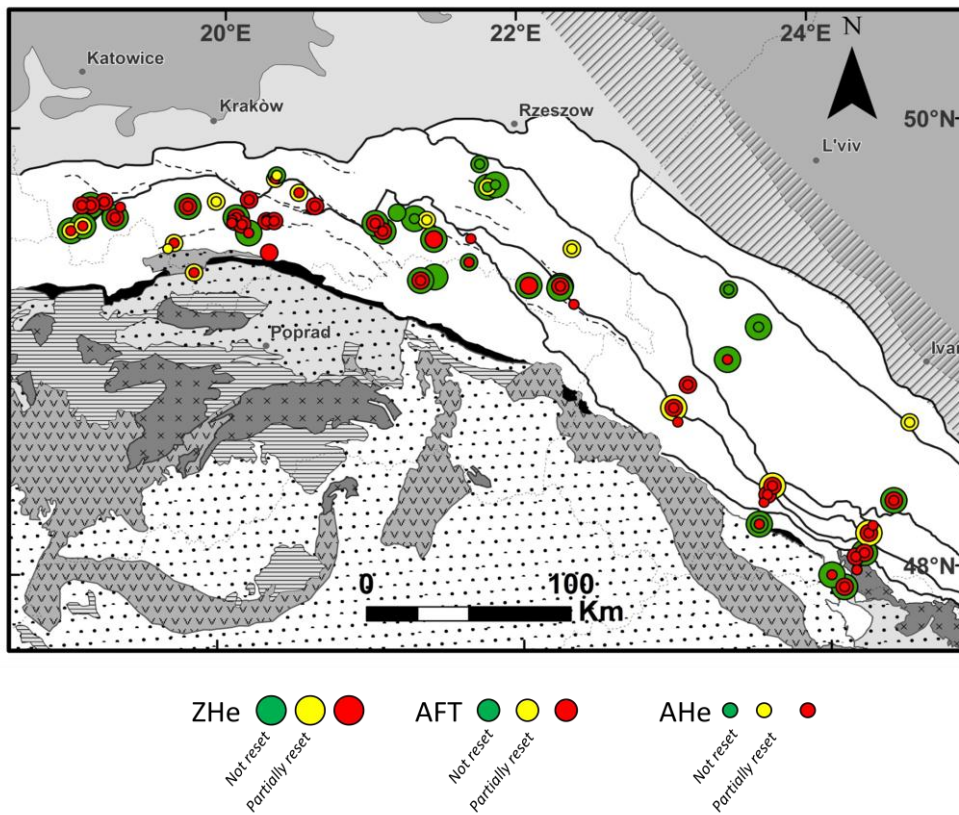 20°E 22°E 24°E
N
Katowice
Krakòw
Rzeszow
50°N
L'viv
Ivan
Poprad
48°N
0 100
Km
ZHe AFT AHe
Not reset Not reset Not reset
Partially reset Partially reset Partially reset